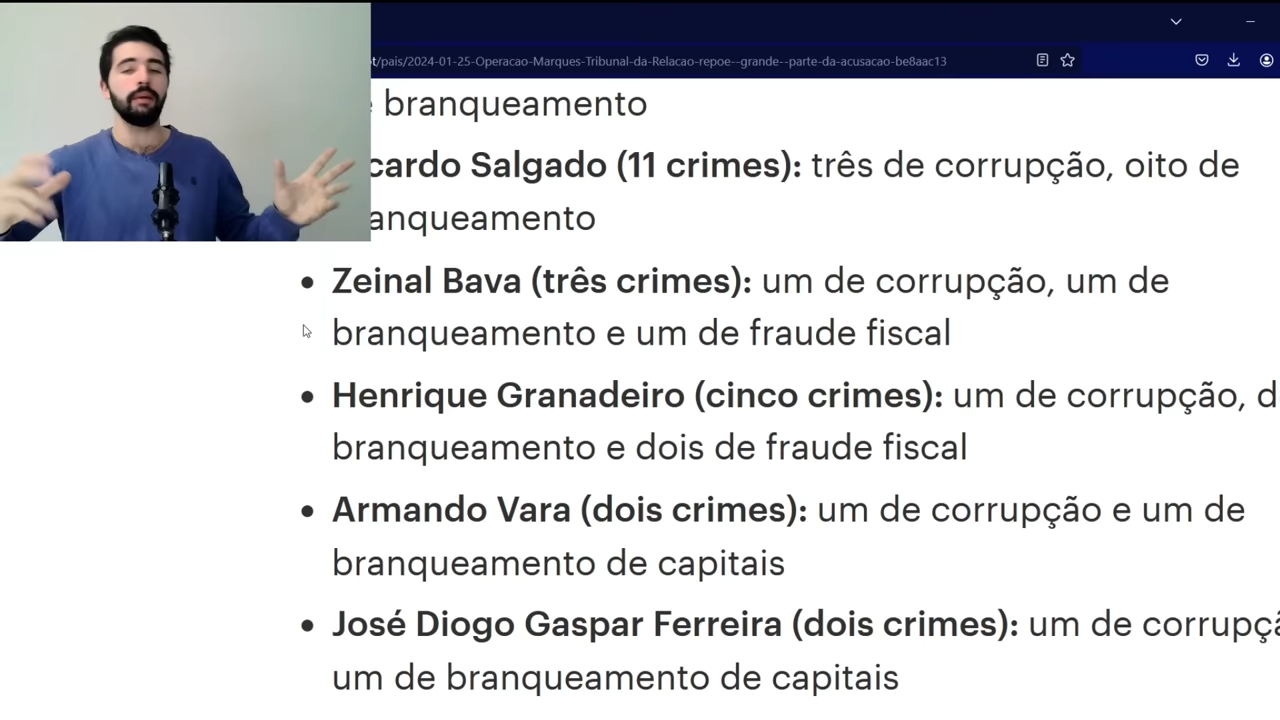 t/pais/2024-01-25-Operacao-Marques-Tribunal-da-Relacao-repoe--grande--parte-da-acusacao-be8aac13
e branqueamento
cardo Salgado (11 crimes): três de corrupção, oito de
anqueamento
• Zeinal Bava (três crimes): um de corrupção, um de
branqueamento e um de fraude fiscal
• Henrique Granadeiro (cinco crimes): um de corrupção, d
branqueamento e dois de fraude fiscal
• Armando Vara (dois crimes): um de corrupção e um de
branqueamento de capitais
• José Diogo Gaspar Ferreira (dois crimes): um de corrupçã
um de branqueamento de capitais